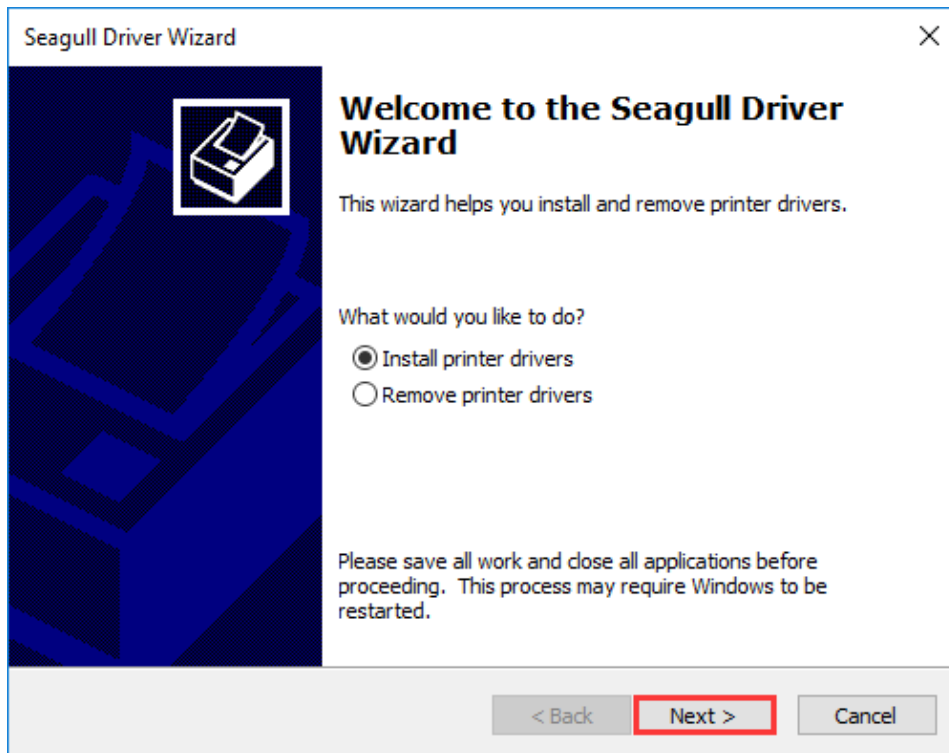 Seagull Driver Wizard
Welcome to the Seagull Driver
Wizard
This wizard helps you install and remove printer drivers.
What would you like to do?
Install printer drivers
Remove printer drivers
Please save all work and close all applications before
proceeding.  This process may require Windows to be
restarted.
< Back
Next >
Cancel